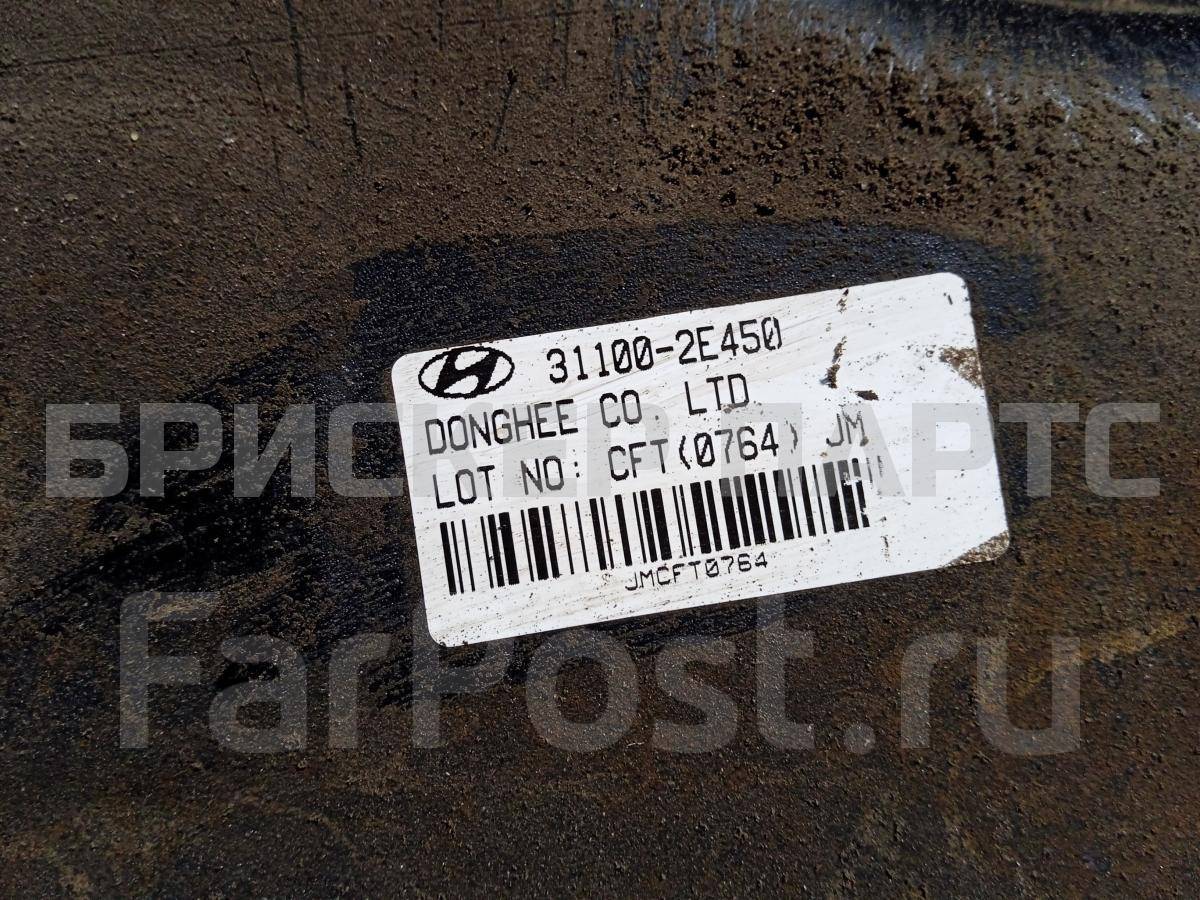 31100-2E450
DONGHEE CO. LTD
LOT NO: CFT(0764) JM
JMCFT0764
БРИСКЕР ПАРТС
FarPost.ru